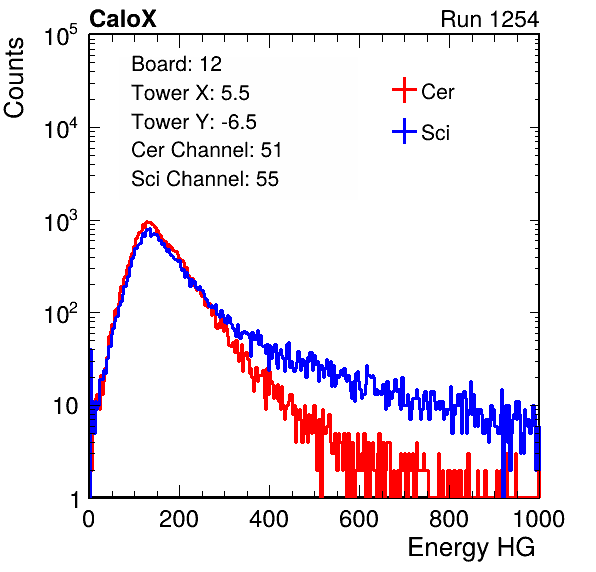 CaloX Run 1254
Counts
Board: 12
Tower X: 5.5
Tower Y: -6.5
Cer Channel: 51
Sci Channel: 55
Cer
Sci
10^5
10^4
10^3
10^2
10
1
0 200 400 600 800 1000
Energy HG